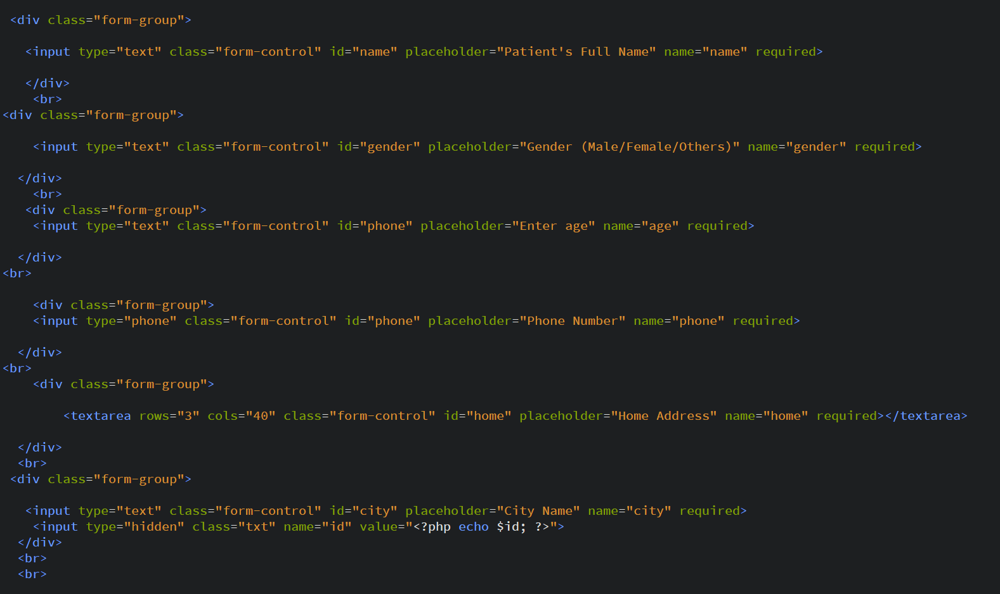 <div class="form-group">
<input type="text" class="form-control" id="name" placeholder="Patient's Full Name" name="name" required>
</div>
<br>
<div class="form-group">
<input type="text" class="form-control" id="gender" placeholder="Gender (Male/Female/Others)" name="gender" required>
</div>
<br>
<div class="form-group">
<input type="text" class="form-control" id="phone" placeholder="Enter age" name="age" required>
</div>
<br>
<div class="form-group">
<input type="phone" class="form-control" id="phone" placeholder="Phone Number" name="phone" required>
</div>
<br>
<div class="form-group">
<textarea rows="3" cols="40" class="form-control" id="home" placeholder="Home Address" name="home" required></textarea>
</div>
<br>
<div class="form-group">
<input type="text" class="form-control" id="city" placeholder="City Name" name="city" required>
<input type="hidden" class="txt" name="id" value="<?php echo $id; ?>">
</div>
<br>
<br>